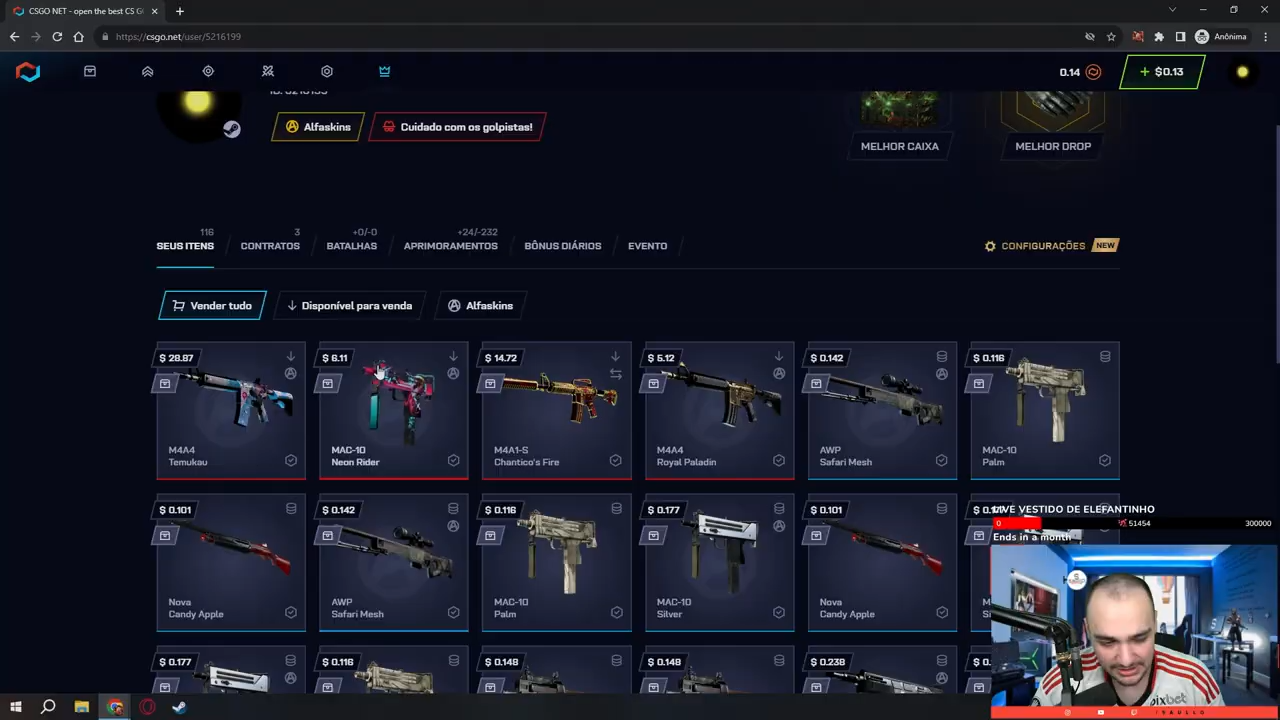 CSGO NET - open the best CS G
https://csgo.net/user/5216199
Anônima
0.14
+ $0.13
Alfaskins
Cuidado com os golpistas!
MELHOR CAIXA
MELHOR DROP
116
SEUS ITENS
3
CONTRATOS
+0/-0
BATALHAS
+24/-232
APRIMORAMENTOS
BÔNUS DIÁRIOS
EVENTO
CONFIGURAÇÕES
NEW
Vender tudo
Disponível para venda
Alfaskins
$ 28.87
M4A4
Temukau
$ 6.11
MAC-10
Neon Rider
$ 14.72
M4A1-S
Chantico's Fire
$ 5.12
M4A4
Royal Paladin
$ 0.142
AWP
Safari Mesh
$ 0.116
MAC-10
Palm
$ 0.101
Nova
Candy Apple
$ 0.142
AWP
Safari Mesh
$ 0.116
MAC-10
Palm
$ 0.177
MAC-10
Silver
$ 0.101
Nova
Candy Apple
LIVE VESTIDO DE ELEFANTINHO
0
51454
300000
Ends in a month
$ 0.177
$ 0.116
$ 0.148
$ 0.148
$ 0.238
pixbet